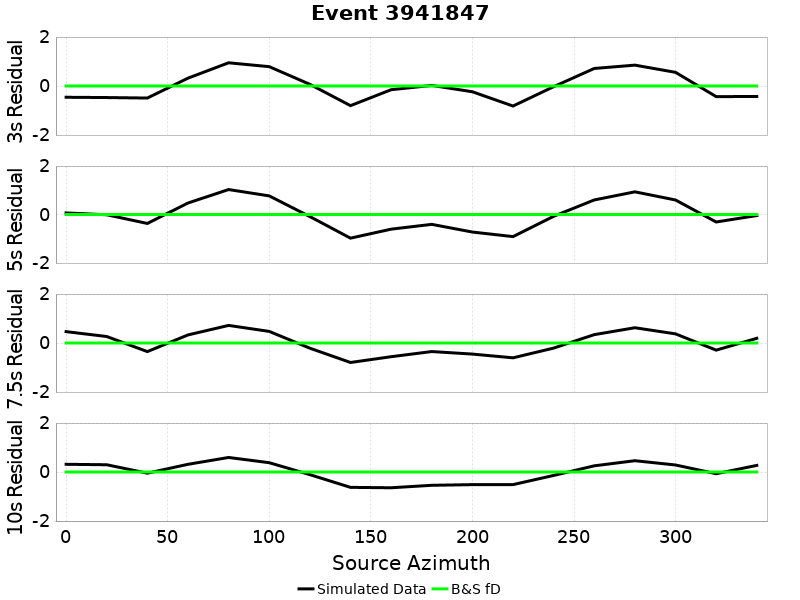 Event 3941847
3s Residual
2
0
-2
5s Residual
2
0
-2
7.5s Residual
2
0
-2
10s Residual
2
0
-2
0 50 100 150 200 250 300
Source Azimuth
Simulated Data B&S fD